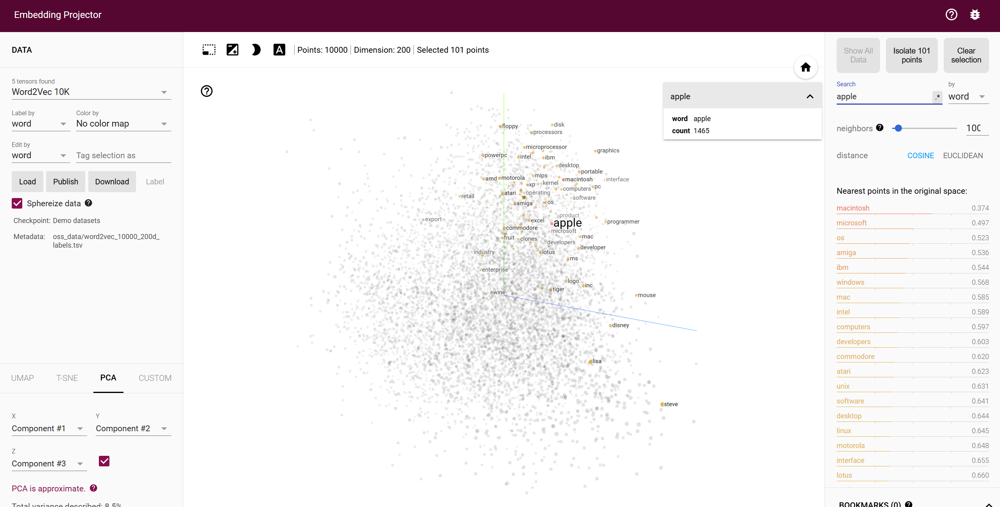 Embedding Projector
DATA
5 tensors found
Word2Vec 10K
Label by
word
Color by
No color map
Edit by
word
Tag selection as
Load
Publish
Download
Label
Sphereize data
Checkpoint: Demo datasets
Metadata: oss_data/word2vec_10000_200d_
labels.tsv
UMAP
T-SNE
PCA
CUSTOM
X
Component #1
Y
Component #2
Z
Component #3
PCA is approximate.
Total variance described: 8.5%
A
Points: 10000
Dimension: 200
Selected 101 points
floppy
disk
processors
microprocessor
graphics
powerpc
intel
ibm
desktop
portable
mips
amd
motorola
macintosh
interface
xp
kernel
computers
pc
atari
operating
retail
software
amiga
os
product
export
excel
apple
programmer
commodore
microsoft
fruit
clones
mac
developers
developer
industry
lotus
ms
enterprise
logo
inc
tiger
wine
mouse
disney
lisa
steve
apple
word apple
count 1465
Show All
Data
Isolate 101
points
Clear
selection
Search
apple
.*
by
word
neighbors
100
distance
COSINE
EUCLIDEAN
Nearest points in the original space:
macintosh 0.374
microsoft 0.497
os 0.523
amiga 0.536
ibm 0.544
windows 0.568
mac 0.585
intel 0.589
computers 0.597
developers 0.603
commodore 0.620
atari 0.623
unix 0.631
software 0.641
desktop 0.644
linux 0.645
motorola 0.648
interface 0.655
lotus 0.660
BOOKMARKS (0)